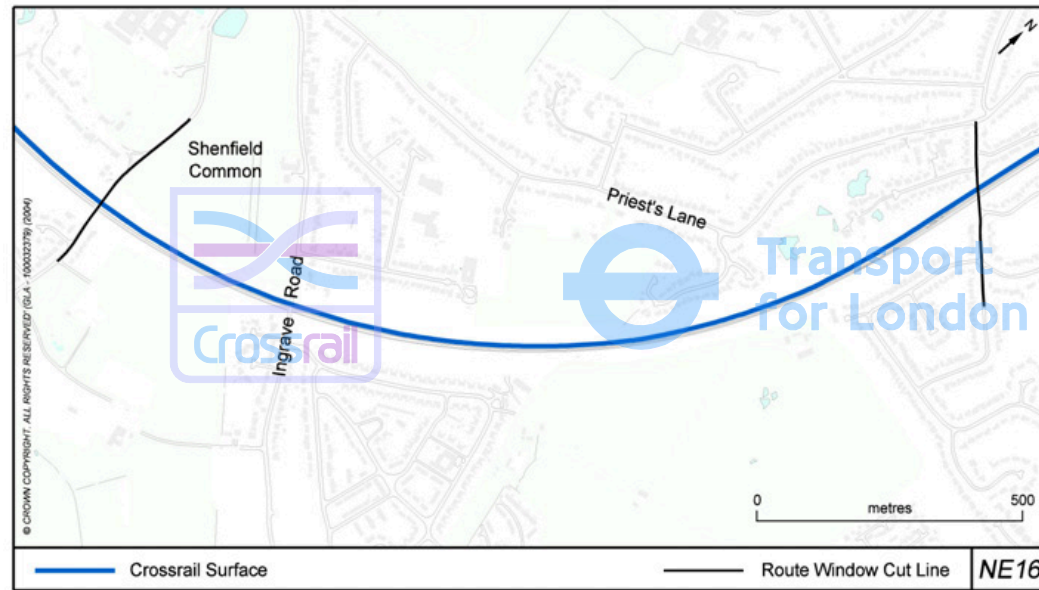 N
Shenfield
Common
Priest's Lane
Ingrave Road
Crossrail
Transport
for London
© CROWN COPYRIGHT. ALL RIGHTS RESERVED' (GLA - 100032379) (2004)
0 500
metres
Crossrail Surface
Route Window Cut Line
NE16